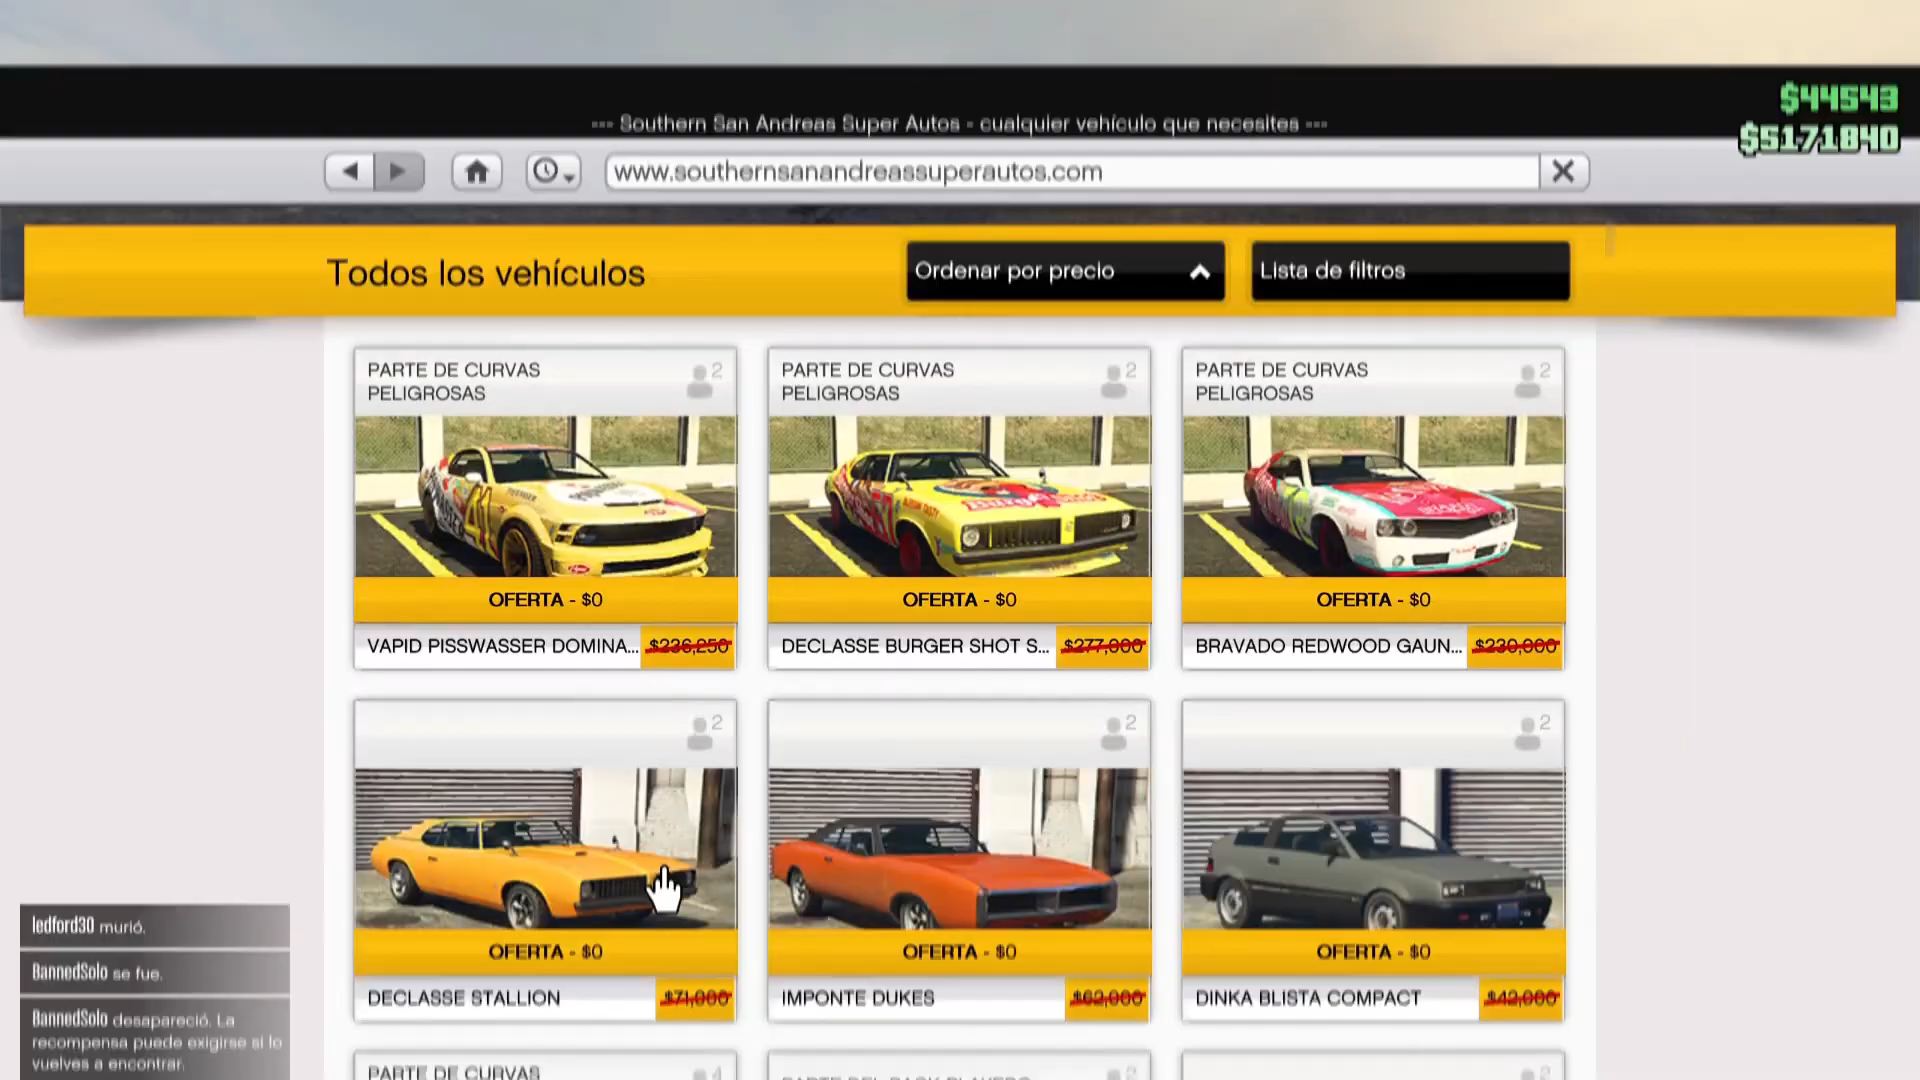 $44543
$5171840
--- Southern San Andreas Super Autos - cualquier vehículo que necesites ---
www.southernsanandreassuperautos.com
Todos los vehículos
Ordenar por precio
Lista de filtros
PARTE DE CURVAS
PELIGROSAS
2
OFERTA - $0
VAPID PISSWASSER DOMINA...
$236,250
PARTE DE CURVAS
PELIGROSAS
2
OFERTA - $0
DECLASSE BURGER SHOT S...
$277,000
PARTE DE CURVAS
PELIGROSAS
2
OFERTA - $0
BRAVADO REDWOOD GAUN...
$230,000
2
OFERTA - $0
DECLASSE STALLION
$71,000
2
OFERTA - $0
IMPONTE DUKES
$62,000
2
OFERTA - $0
DINKA BLISTA COMPACT
$42,000
PARTE DE CURVAS
4
2
2
ledford30 murió.
BannedSolo se fue.
BannedSolo desapareció. La
recompensa puede exigirse si lo
vuelves a encontrar.